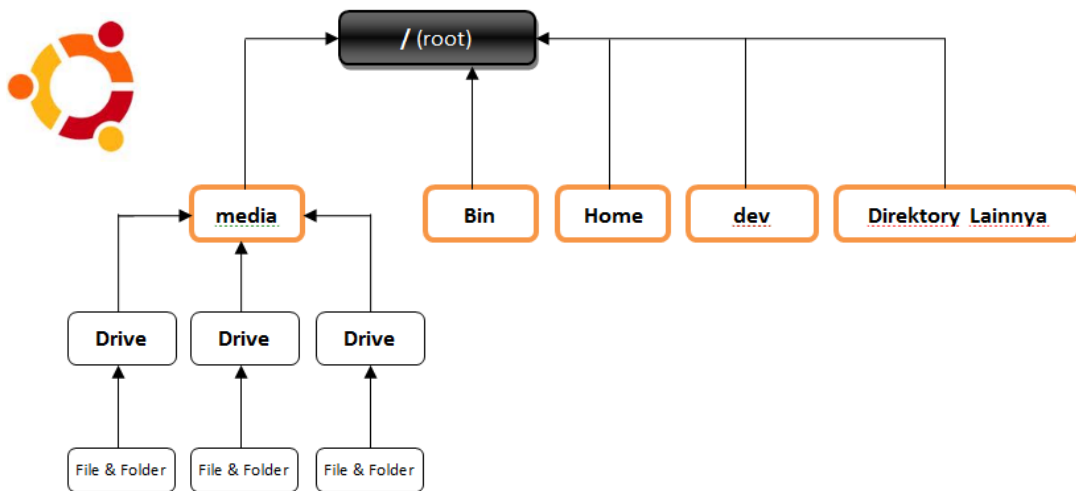 / (root)
media
Bin
Home
dev
Direktory Lainnya
Drive
Drive
Drive
File & Folder
File & Folder
File & Folder